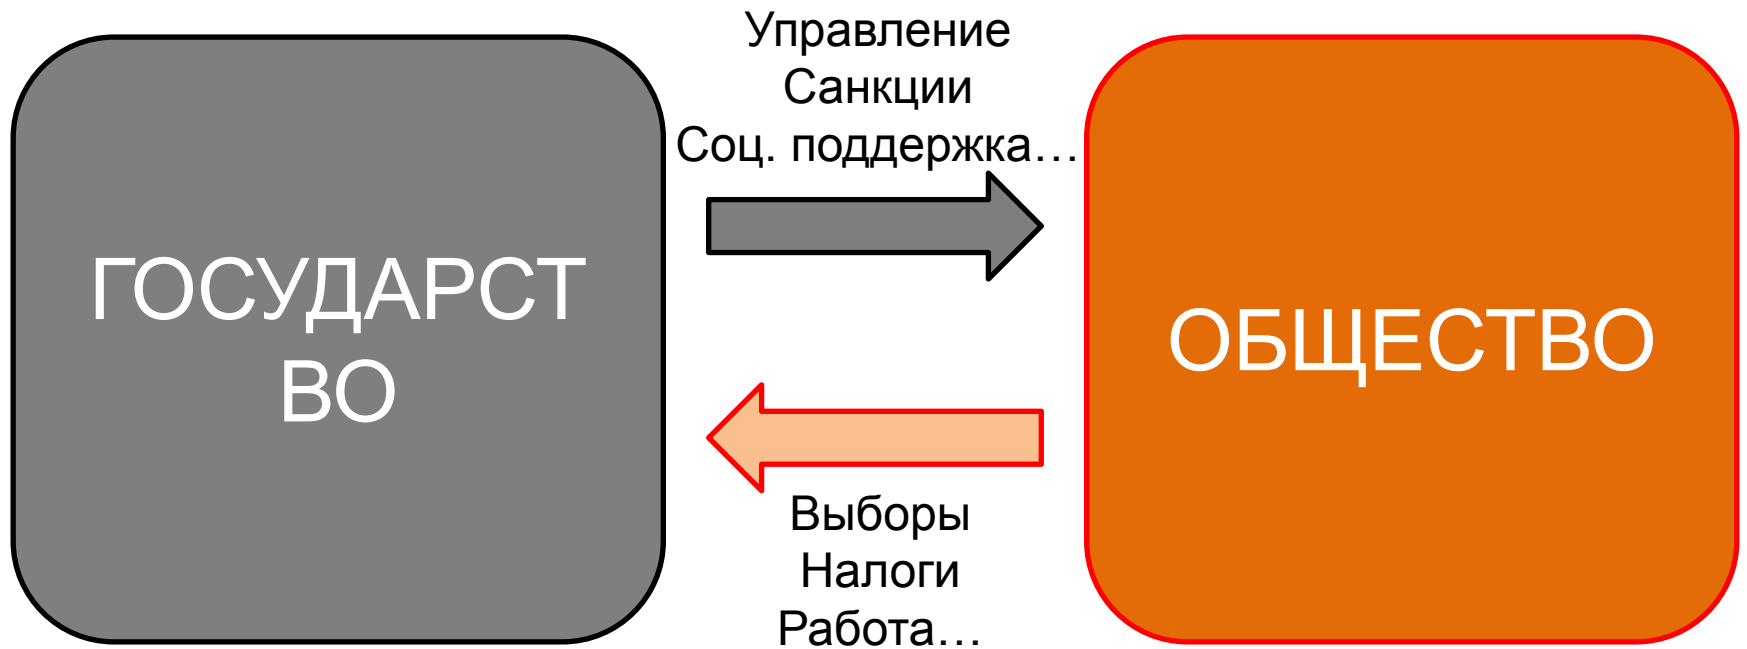 Управление
Санкции
Соц. поддержка…
ГОСУДАРСТ
ВО
ОБЩЕСТВО
Выборы
Налоги
Работа…